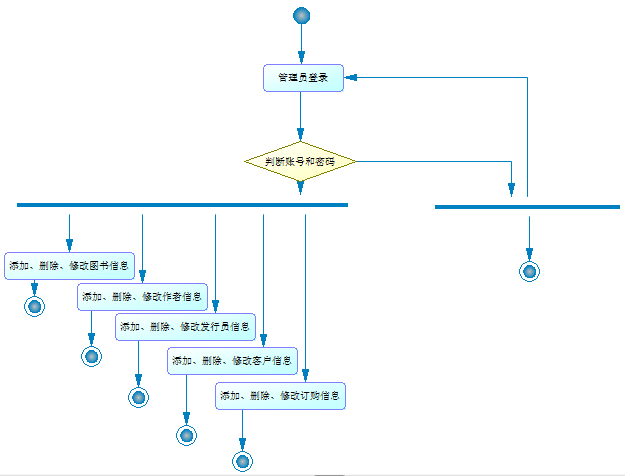 管理员登录
判断账号和密码
添加、删除、修改图书信息
添加、删除、修改作者信息
添加、删除、修改发行员信息
添加、删除、修改客户信息
添加、删除、修改订购信息